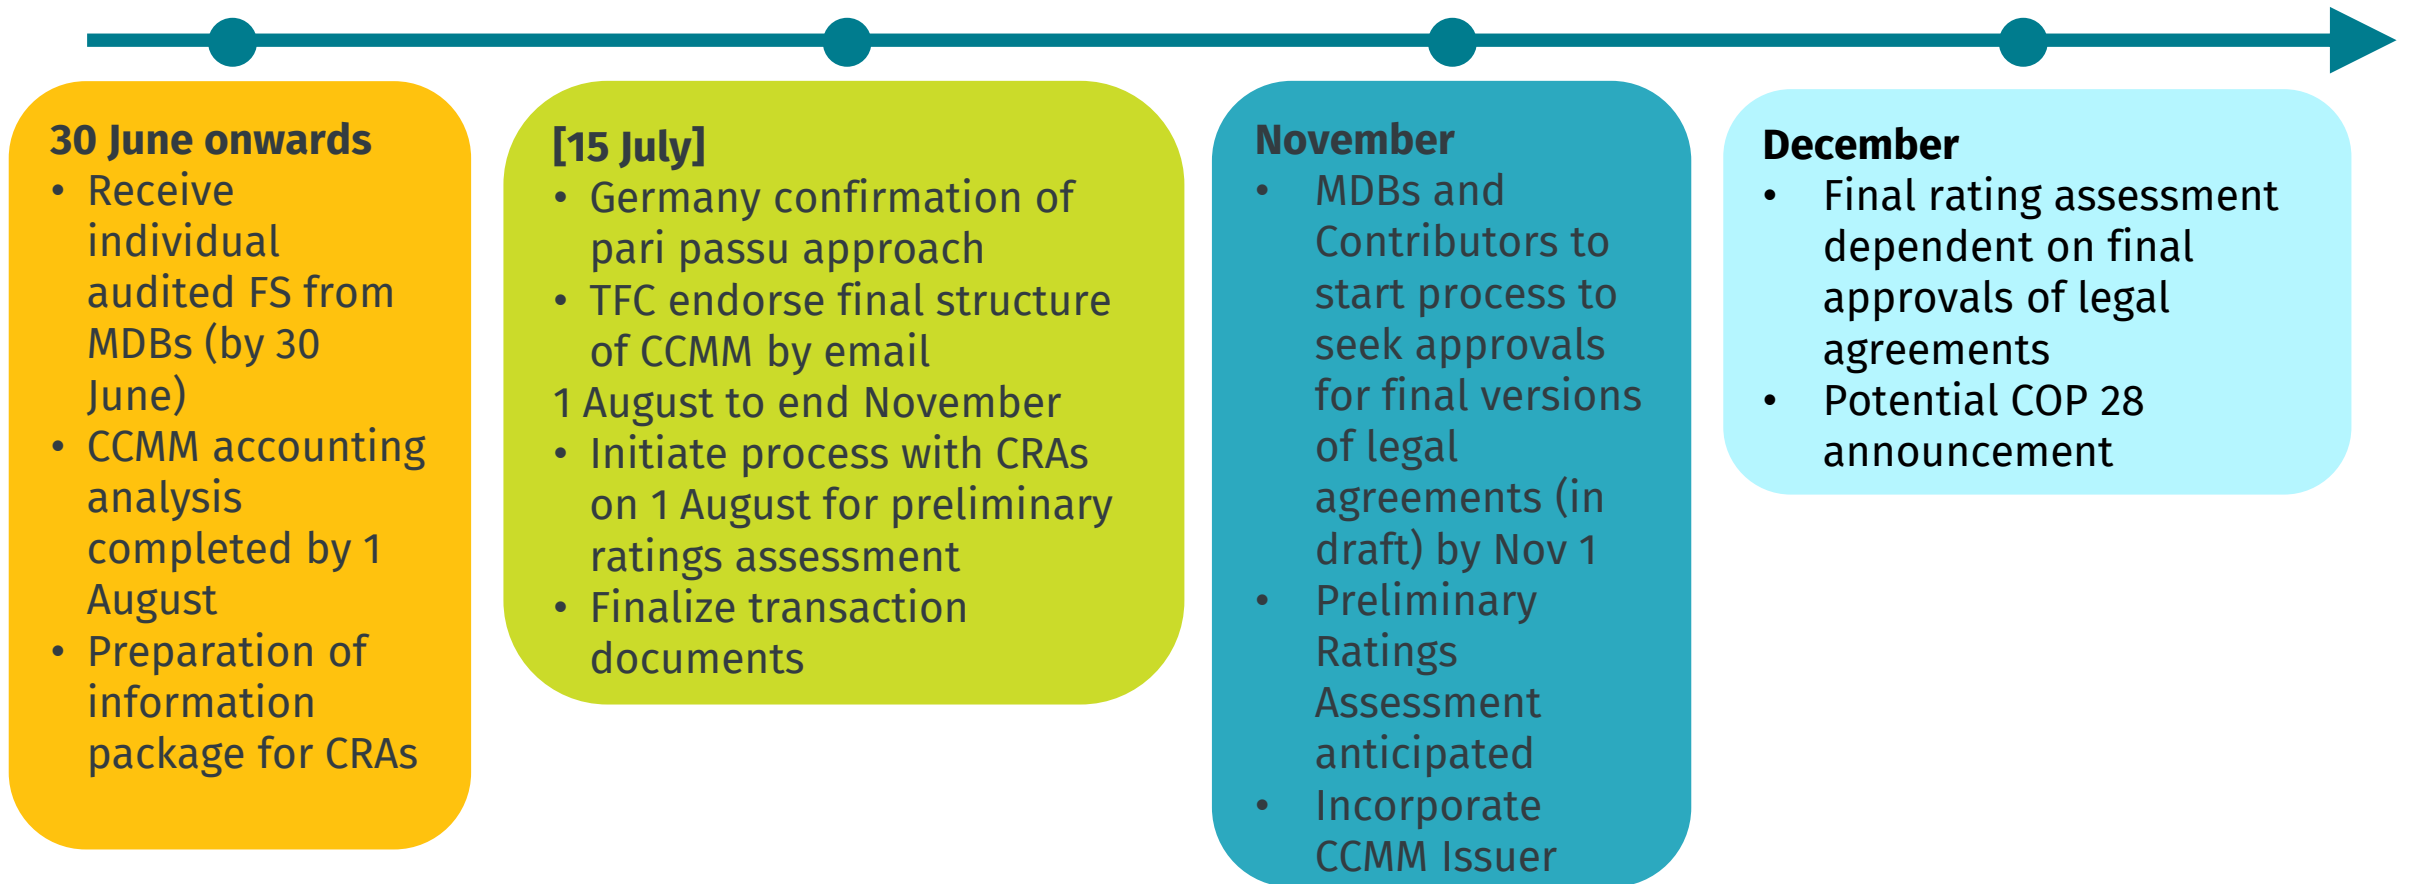 30 June onwards
• Receive
individual
audited FS from
MDBs (by 30
June)
• CCMM accounting
analysis
completed by 1
August
• Preparation of
information
package for CRAs
[15 July]
• Germany confirmation of
pari passu approach
• TFC endorse final structure
of CCMM by email
1 August to end November
• Initiate process with CRAs
on 1 August for preliminary
ratings assessment
• Finalize transaction
documents
November
• MDBs and
Contributors to
start process to
seek approvals
for final versions
of legal
agreements (in
draft) by Nov 1
• Preliminary
Ratings
Assessment
anticipated
• Incorporate
CCMM Issuer
December
• Final rating assessment
dependent on final
approvals of legal
agreements
• Potential COP 28
announcement